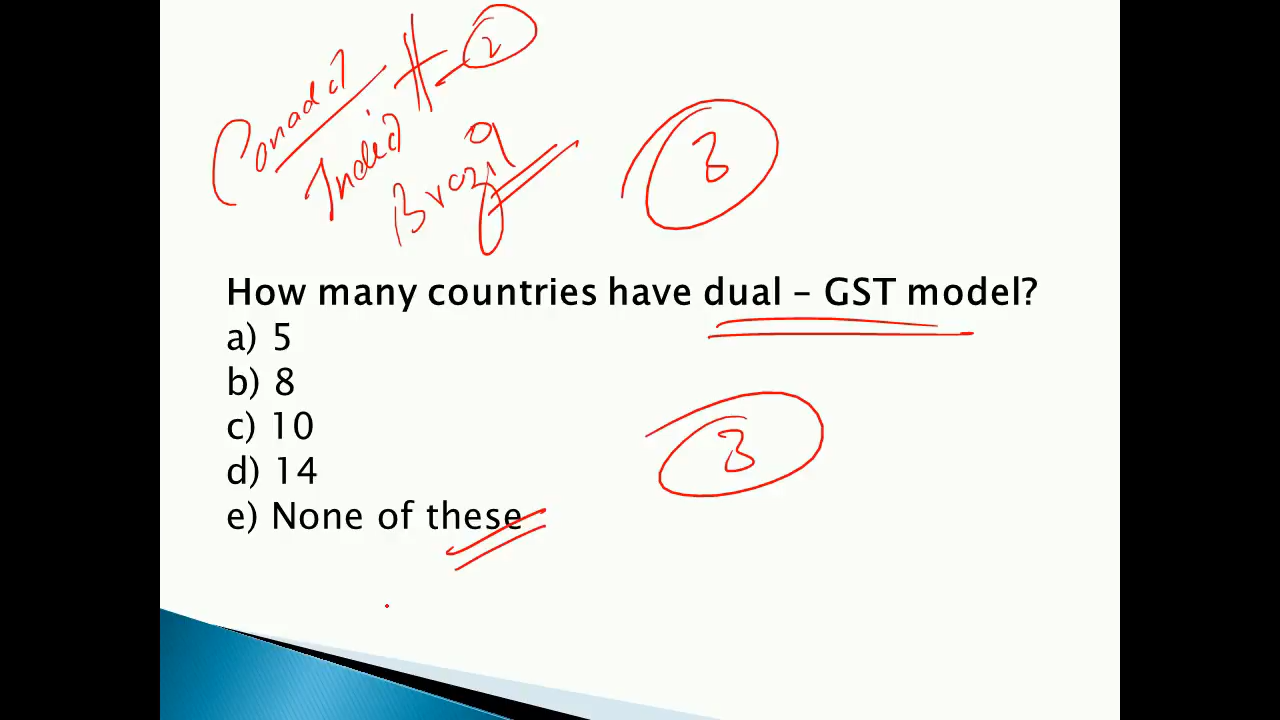 Canada
India
Brazil
2
3
How many countries have dual – GST model?
a) 5
b) 8
c) 10
d) 14
e) None of these
3